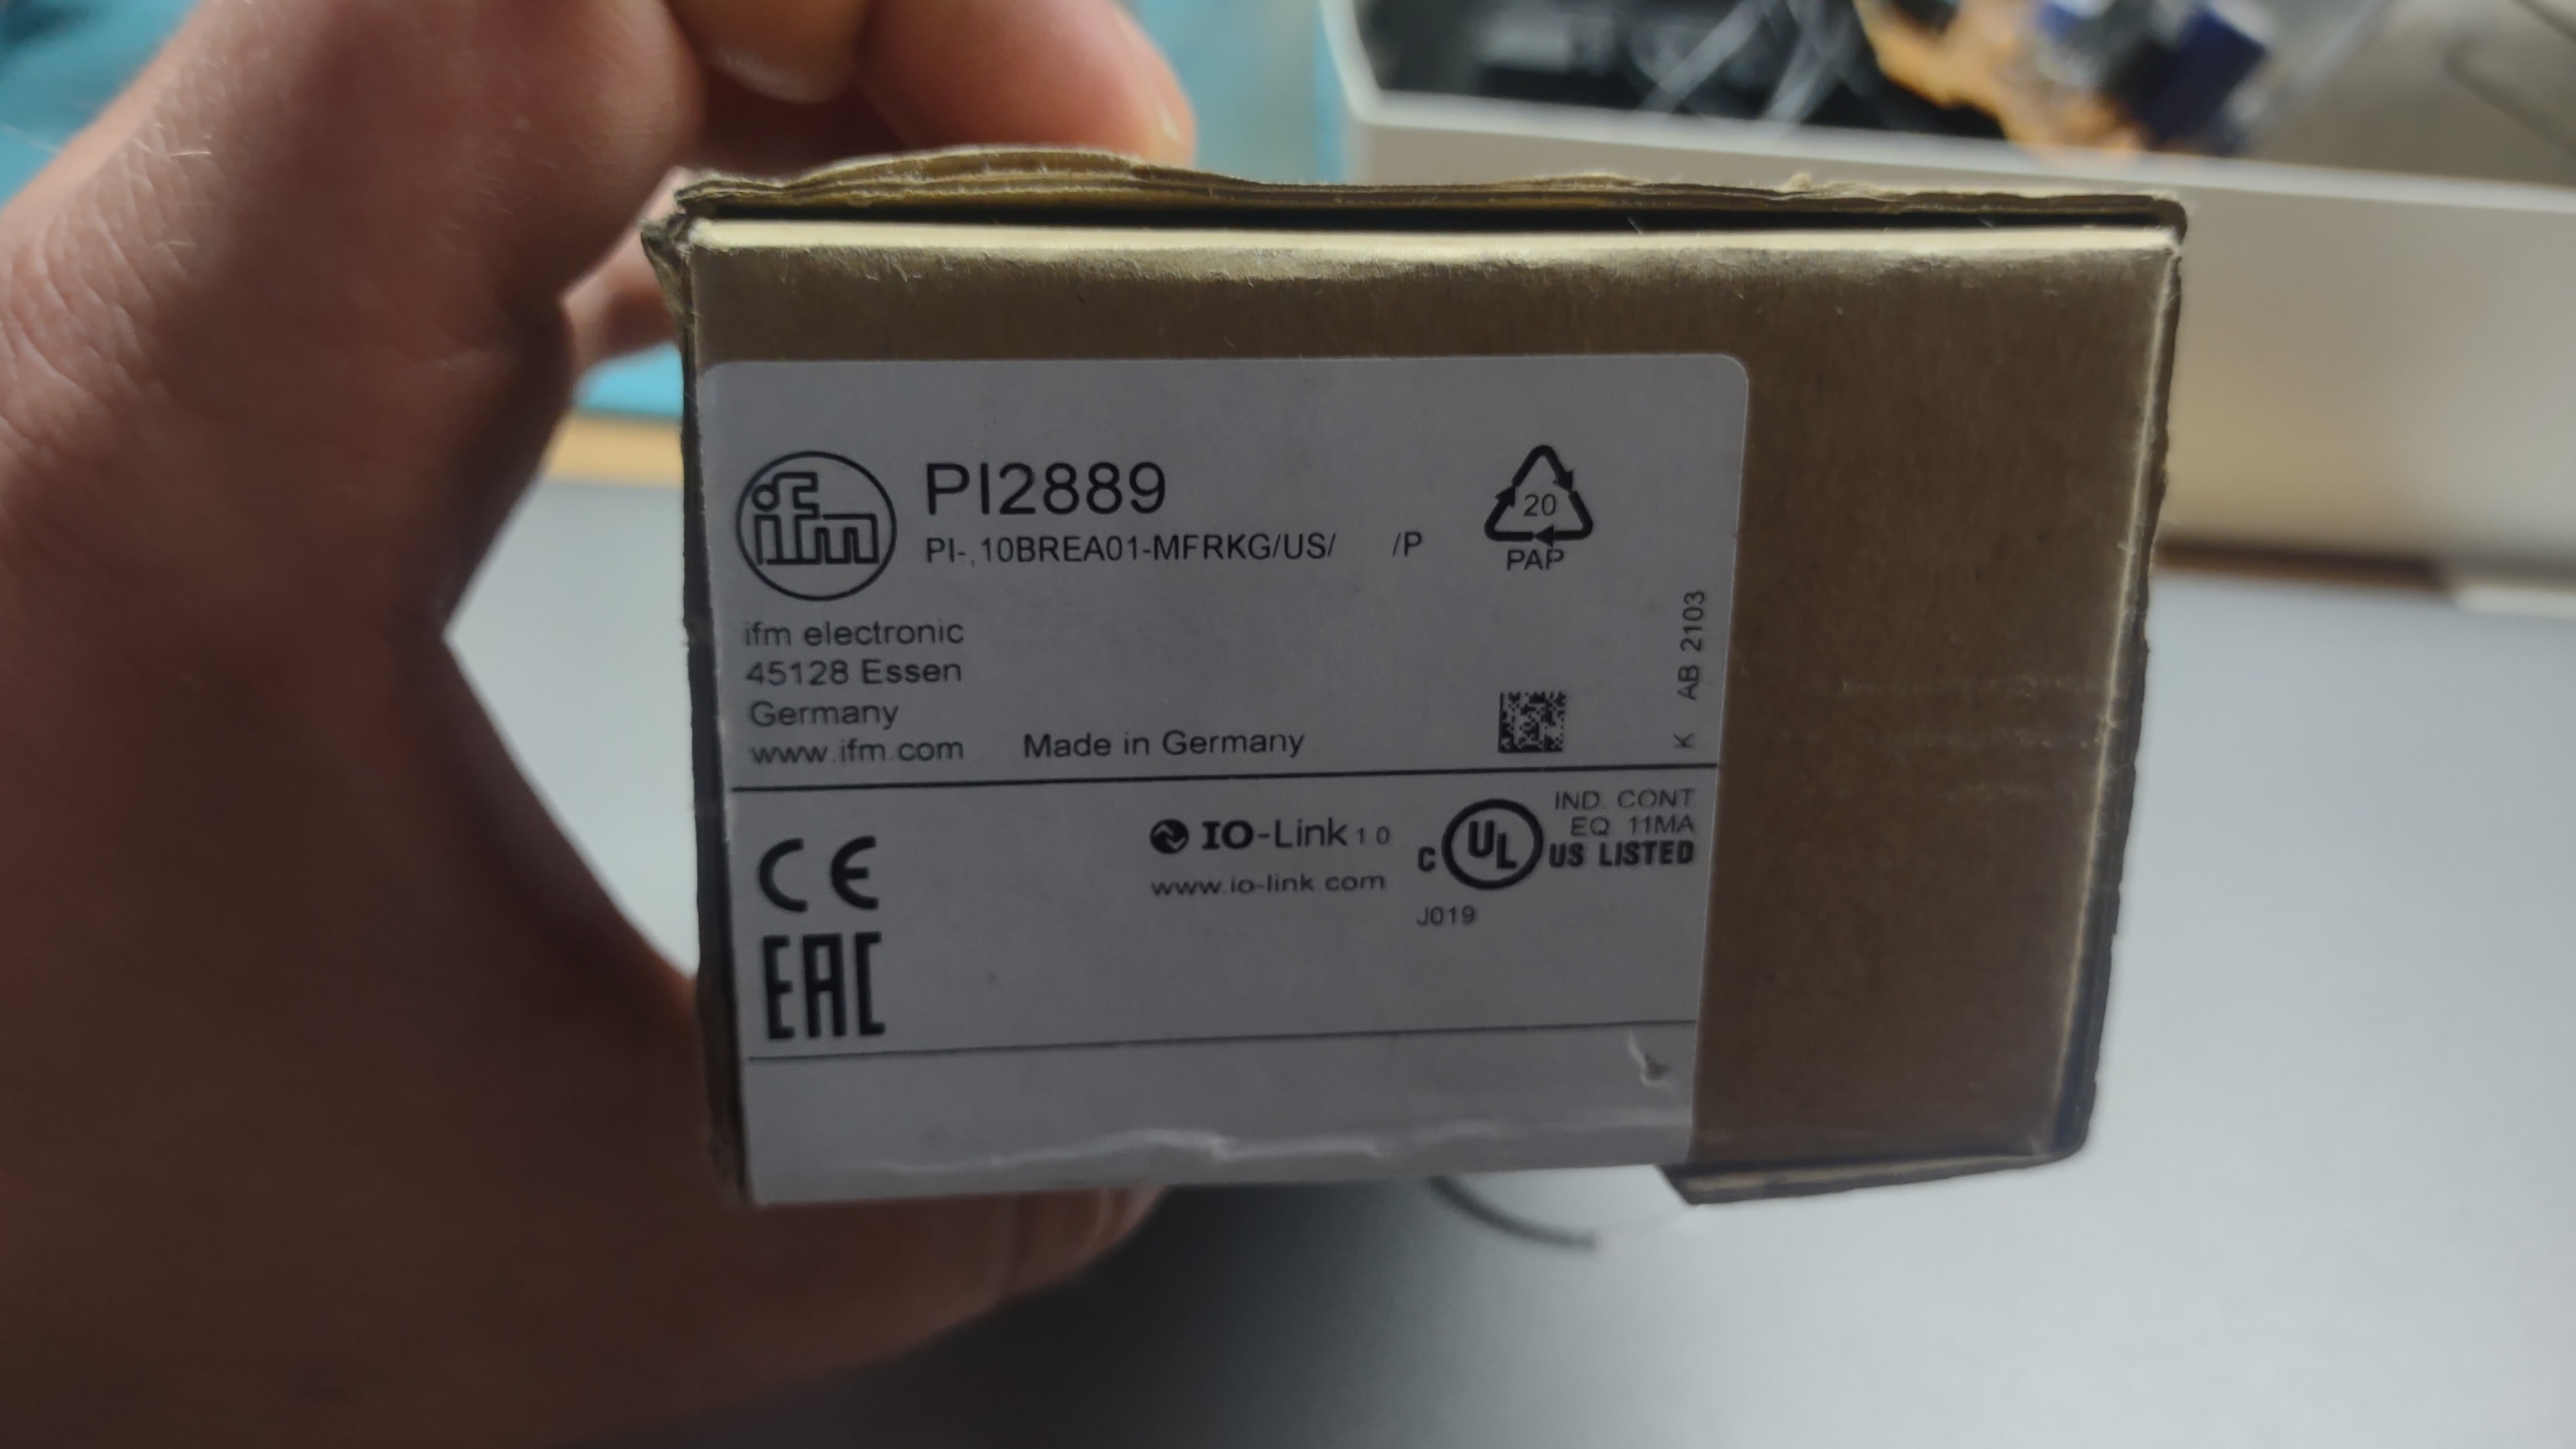 ifm
PI2889
PI-,10BREA01-MFRKG/US/ /P
20
PAP
ifm electronic
45128 Essen
Germany
www.ifm.com
Made in Germany
K AB 2103
CE
EAC
IO-Link 1 0
www.io-link.com
C UL US LISTED
IND. CONT.
EQ. 11MA
J019